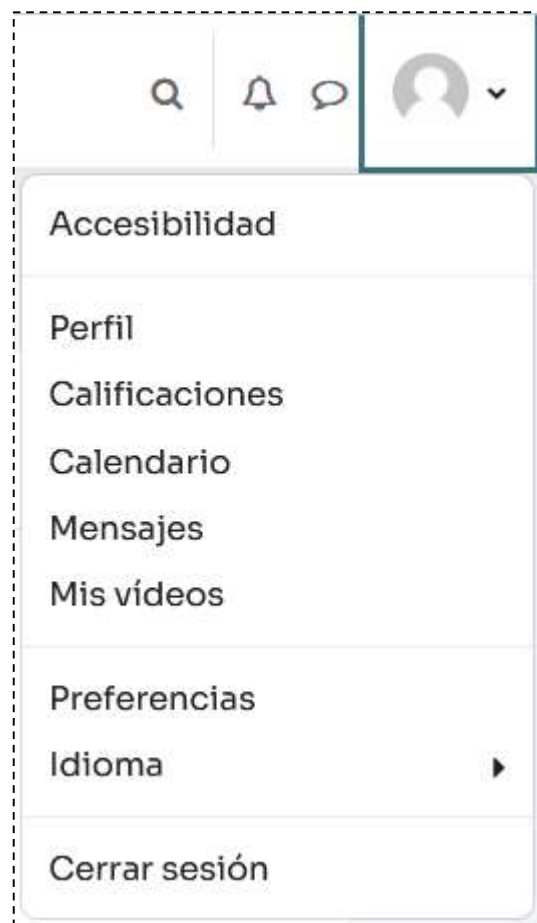 Accesibilidad
Perfil
Calificaciones
Calendario
Mensajes
Mis vídeos
Preferencias
Idioma
Cerrar sesión